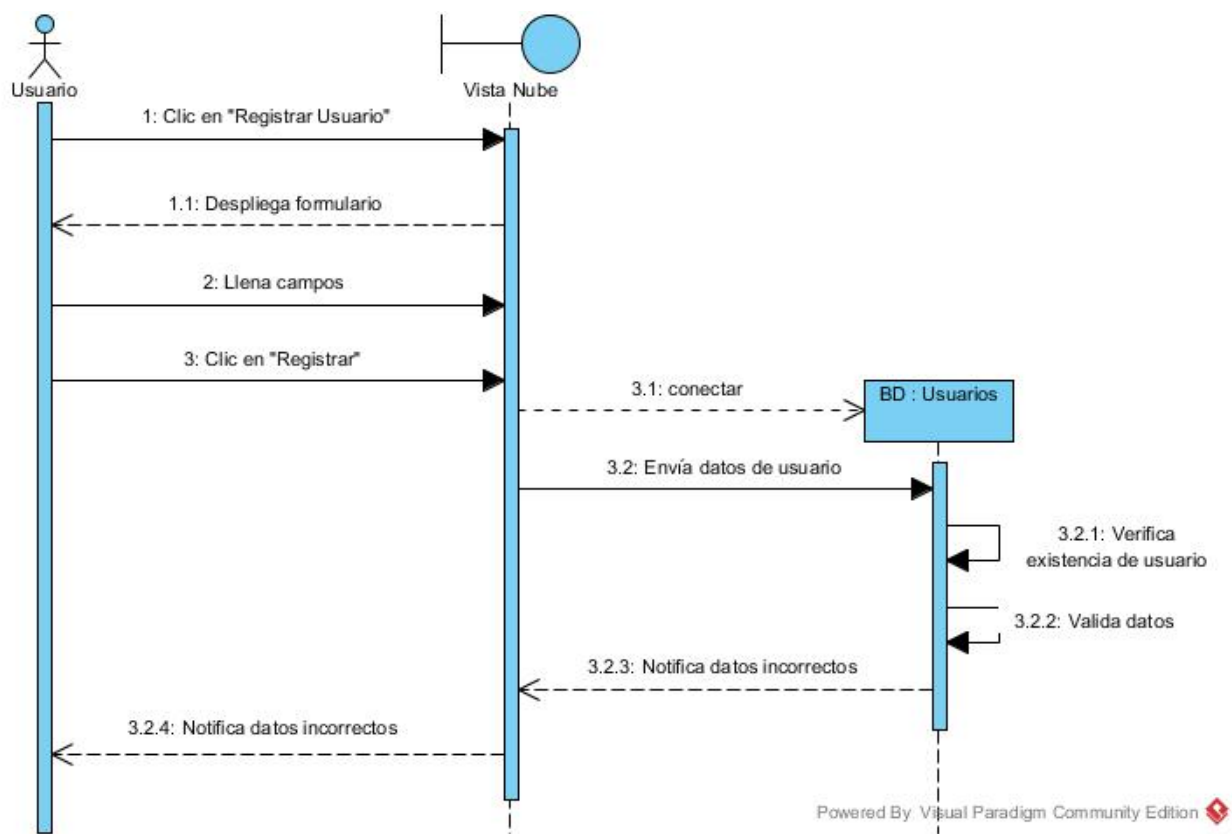 Usuario
Vista Nube
1: Clic en "Registrar Usuario"
1.1: Despliega formulario
2: Llena campos
3: Clic en "Registrar"
3.1: conectar
BD : Usuarios
3.2: Envía datos de usuario
3.2.1: Verifica
existencia de usuario
3.2.2: Valida datos
3.2.3: Notifica datos incorrectos
3.2.4: Notifica datos incorrectos
Powered By Visual Paradigm Community Edition